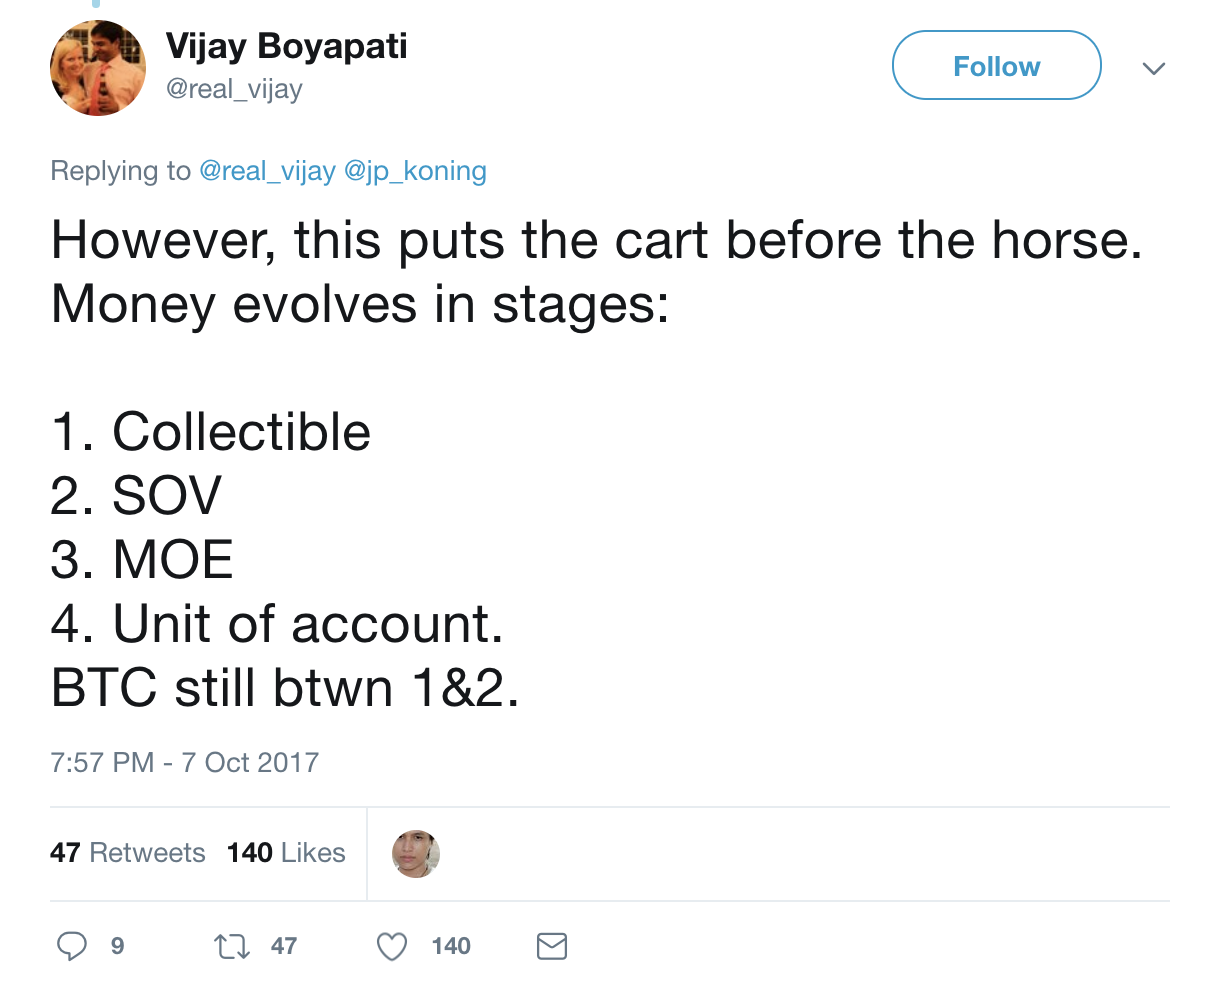 Vijay Boyapati
@real_vijay
Follow
Replying to @real_vijay @jp_koning
However, this puts the cart before the horse.
Money evolves in stages:
1. Collectible
2. SOV
3. MOE
4. Unit of account.
BTC still btwn 1&2.
7:57 PM - 7 Oct 2017
47 Retweets 140 Likes
9 47 140